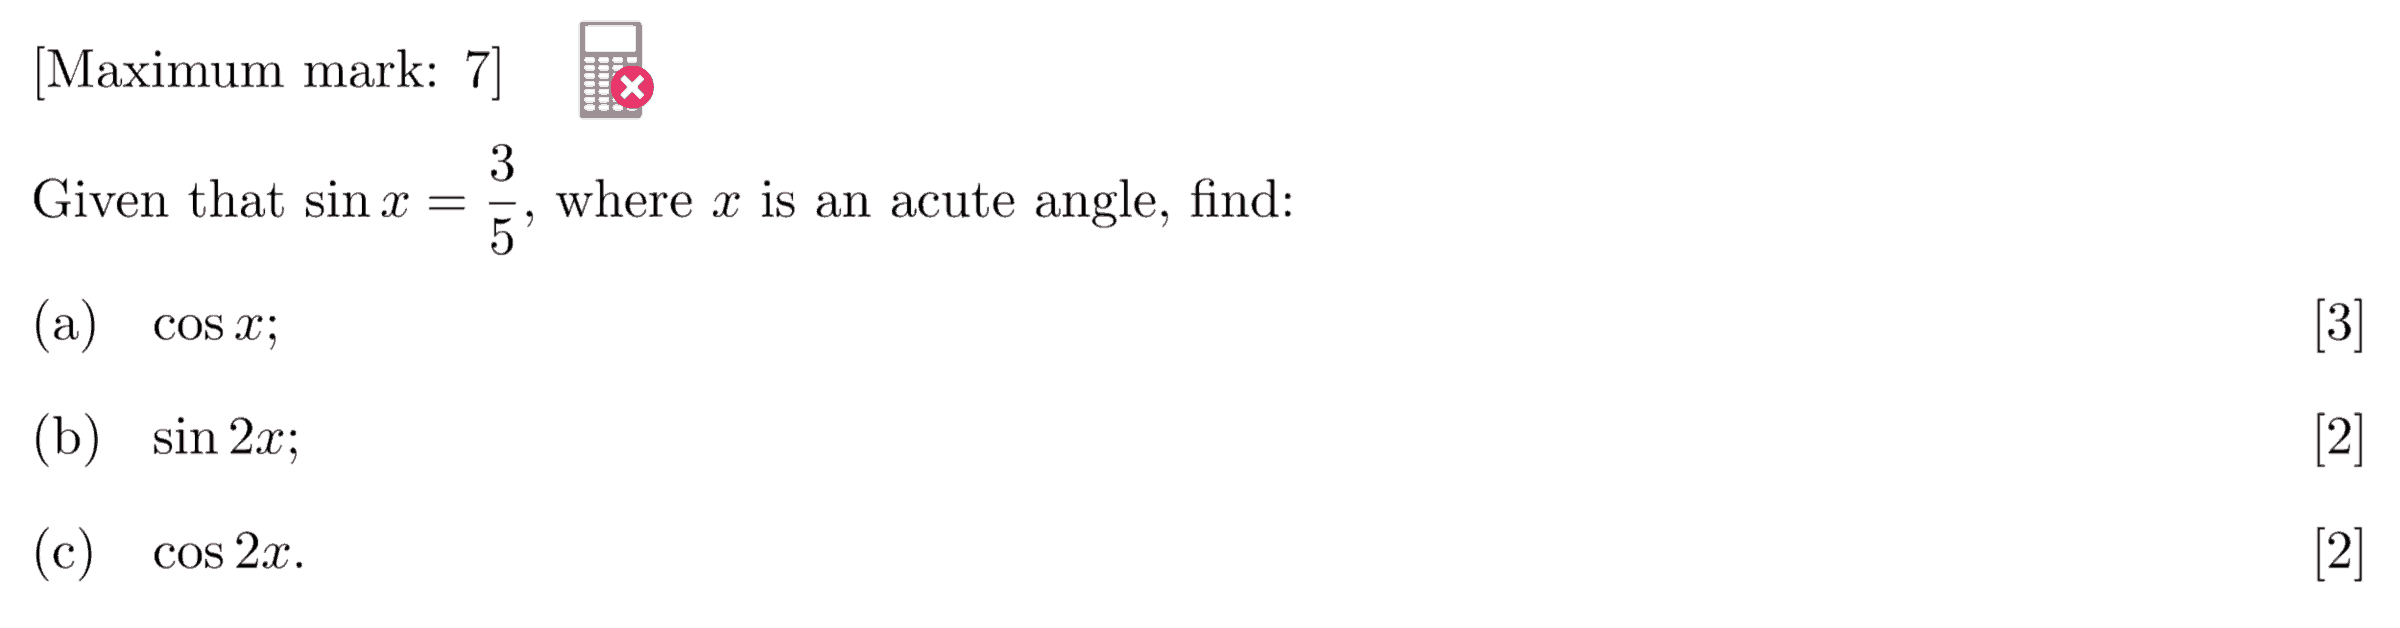 [Maximum mark: 7]
Given that sin x = 3/5, where x is an acute angle, find:
(a) cos x; [3]
(b) sin 2x; [2]
(c) cos 2x. [2]